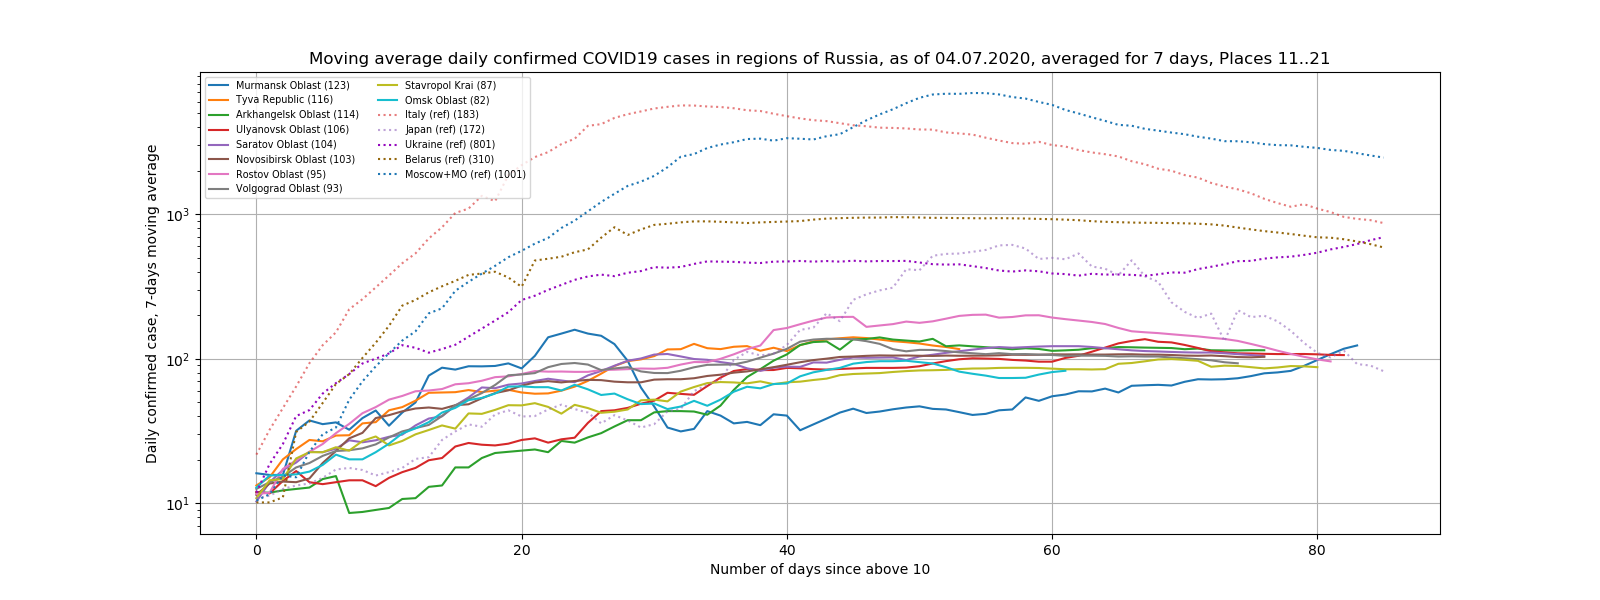 Moving average daily confirmed COVID19 cases in regions of Russia, as of 04.07.2020, averaged for 7 days, Places 11..21
Murmansk Oblast (123)
Tyva Republic (116)
Arkhangelsk Oblast (114)
Ulyanovsk Oblast (106)
Saratov Oblast (104)
Novosibirsk Oblast (103)
Rostov Oblast (95)
Volgograd Oblast (93)
Stavropol Krai (87)
Omsk Oblast (82)
Italy (ref) (183)
Japan (ref) (172)
Ukraine (ref) (801)
Belarus (ref) (310)
Moscow+MO (ref) (1001)
Daily confirmed case, 7-days moving average
10³
10²
10¹
0 20 40 60 80
Number of days since above 10